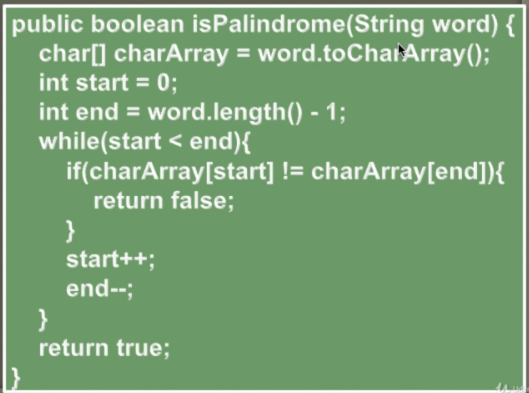 public boolean isPalindrome(String word) {
char[] charArray = word.toCharArray();
int start = 0;
int end = word.length() - 1;
while(start < end){
if(charArray[start] != charArray[end]){
return false;
}
start++;
end--;
}
return true;
}